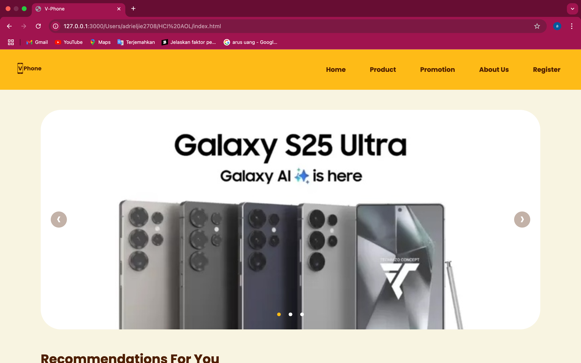 V-Phone
127.0.0.1:3000/Users/adrieljie2708/HCI%20AOL/index.html
Gmail
YouTube
Maps
Terjemahkan
Jelaskan faktor pe...
arus uang - Googl...
V Phone
Home
Product
Promotion
About Us
Register
Galaxy S25 Ultra
Galaxy AI ✨ is here
CONCEPT
Recommendations For You